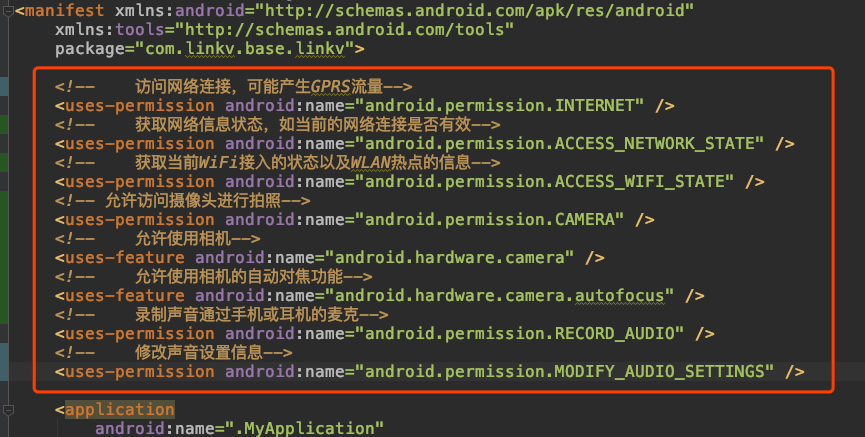 <manifest xmlns:android="http://schemas.android.com/apk/res/android"
xmlns:tools="http://schemas.android.com/tools"
package="com.linkv.base.linkv">
<!--    访问网络连接，可能产生GPRS流量-->
<uses-permission android:name="android.permission.INTERNET" />
<!--    获取网络信息状态，如当前的网络连接是否有效-->
<uses-permission android:name="android.permission.ACCESS_NETWORK_STATE" />
<!--    获取当前WiFi接入的状态以及WLAN热点的信息-->
<uses-permission android:name="android.permission.ACCESS_WIFI_STATE" />
<!-- 允许访问摄像头进行拍照-->
<uses-permission android:name="android.permission.CAMERA" />
<!--    允许使用相机-->
<uses-feature android:name="android.hardware.camera" />
<!--    允许使用相机的自动对焦功能-->
<uses-feature android:name="android.hardware.camera.autofocus" />
<!--    录制声音通过手机或耳机的麦克-->
<uses-permission android:name="android.permission.RECORD_AUDIO" />
<!--    修改声音设置信息-->
<uses-permission android:name="android.permission.MODIFY_AUDIO_SETTINGS" />
<application
android:name=".MyApplication"